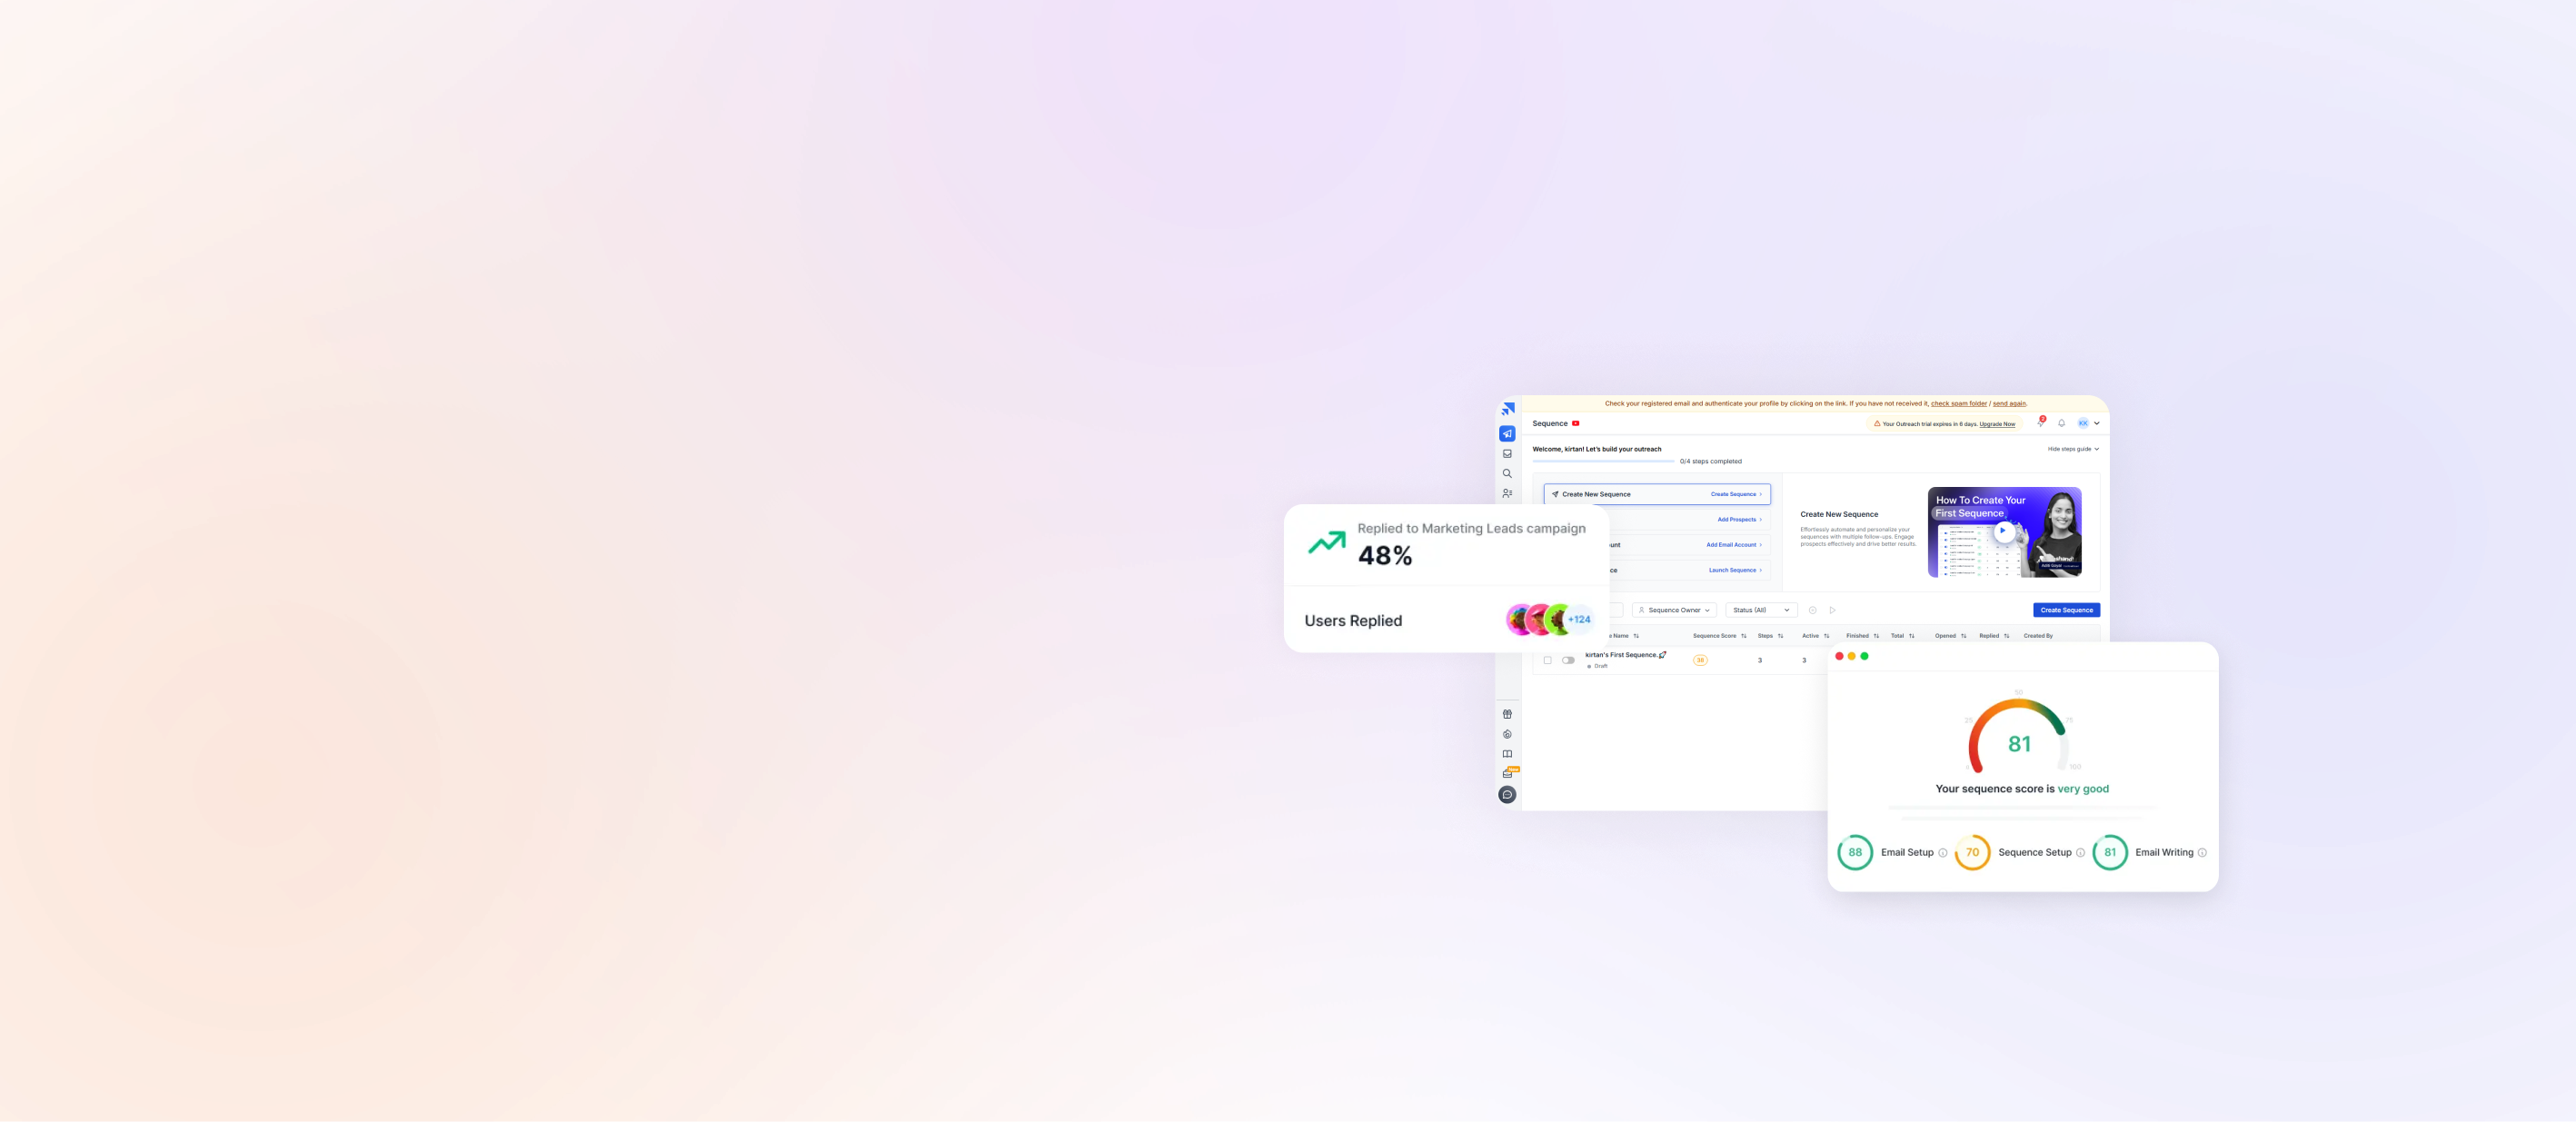 Check your registered email and authenticate your profile by clicking on the link. If you have not received it, check spam folder / send again.
Sequence
Your Outreach trial expires in 6 days. Upgrade Now
KK
Welcome, kirtan! Let's build your outreach
Hide steps guide
0/4 steps completed
Create New Sequence
Create Sequence
Add Prospects
Add Email Account
Launch Sequence
Create New Sequence
Effortlessly automate and personalize your
sequences with multiple follow-ups. Engage
prospects effectively and drive better results.
How To Create Your
First Sequence
Replied to Marketing Leads campaign
48%
Users Replied
+124
Sequence Owner
Status (All)
Create Sequence
Name
Sequence Score
Steps
Active
Finished
Total
Opened
Replied
Created By
kirtan's First Sequence.
Draft
39
3
3
50
25
75
81
0
100
Your sequence score is very good
88
Email Setup
70
Sequence Setup
81
Email Writing